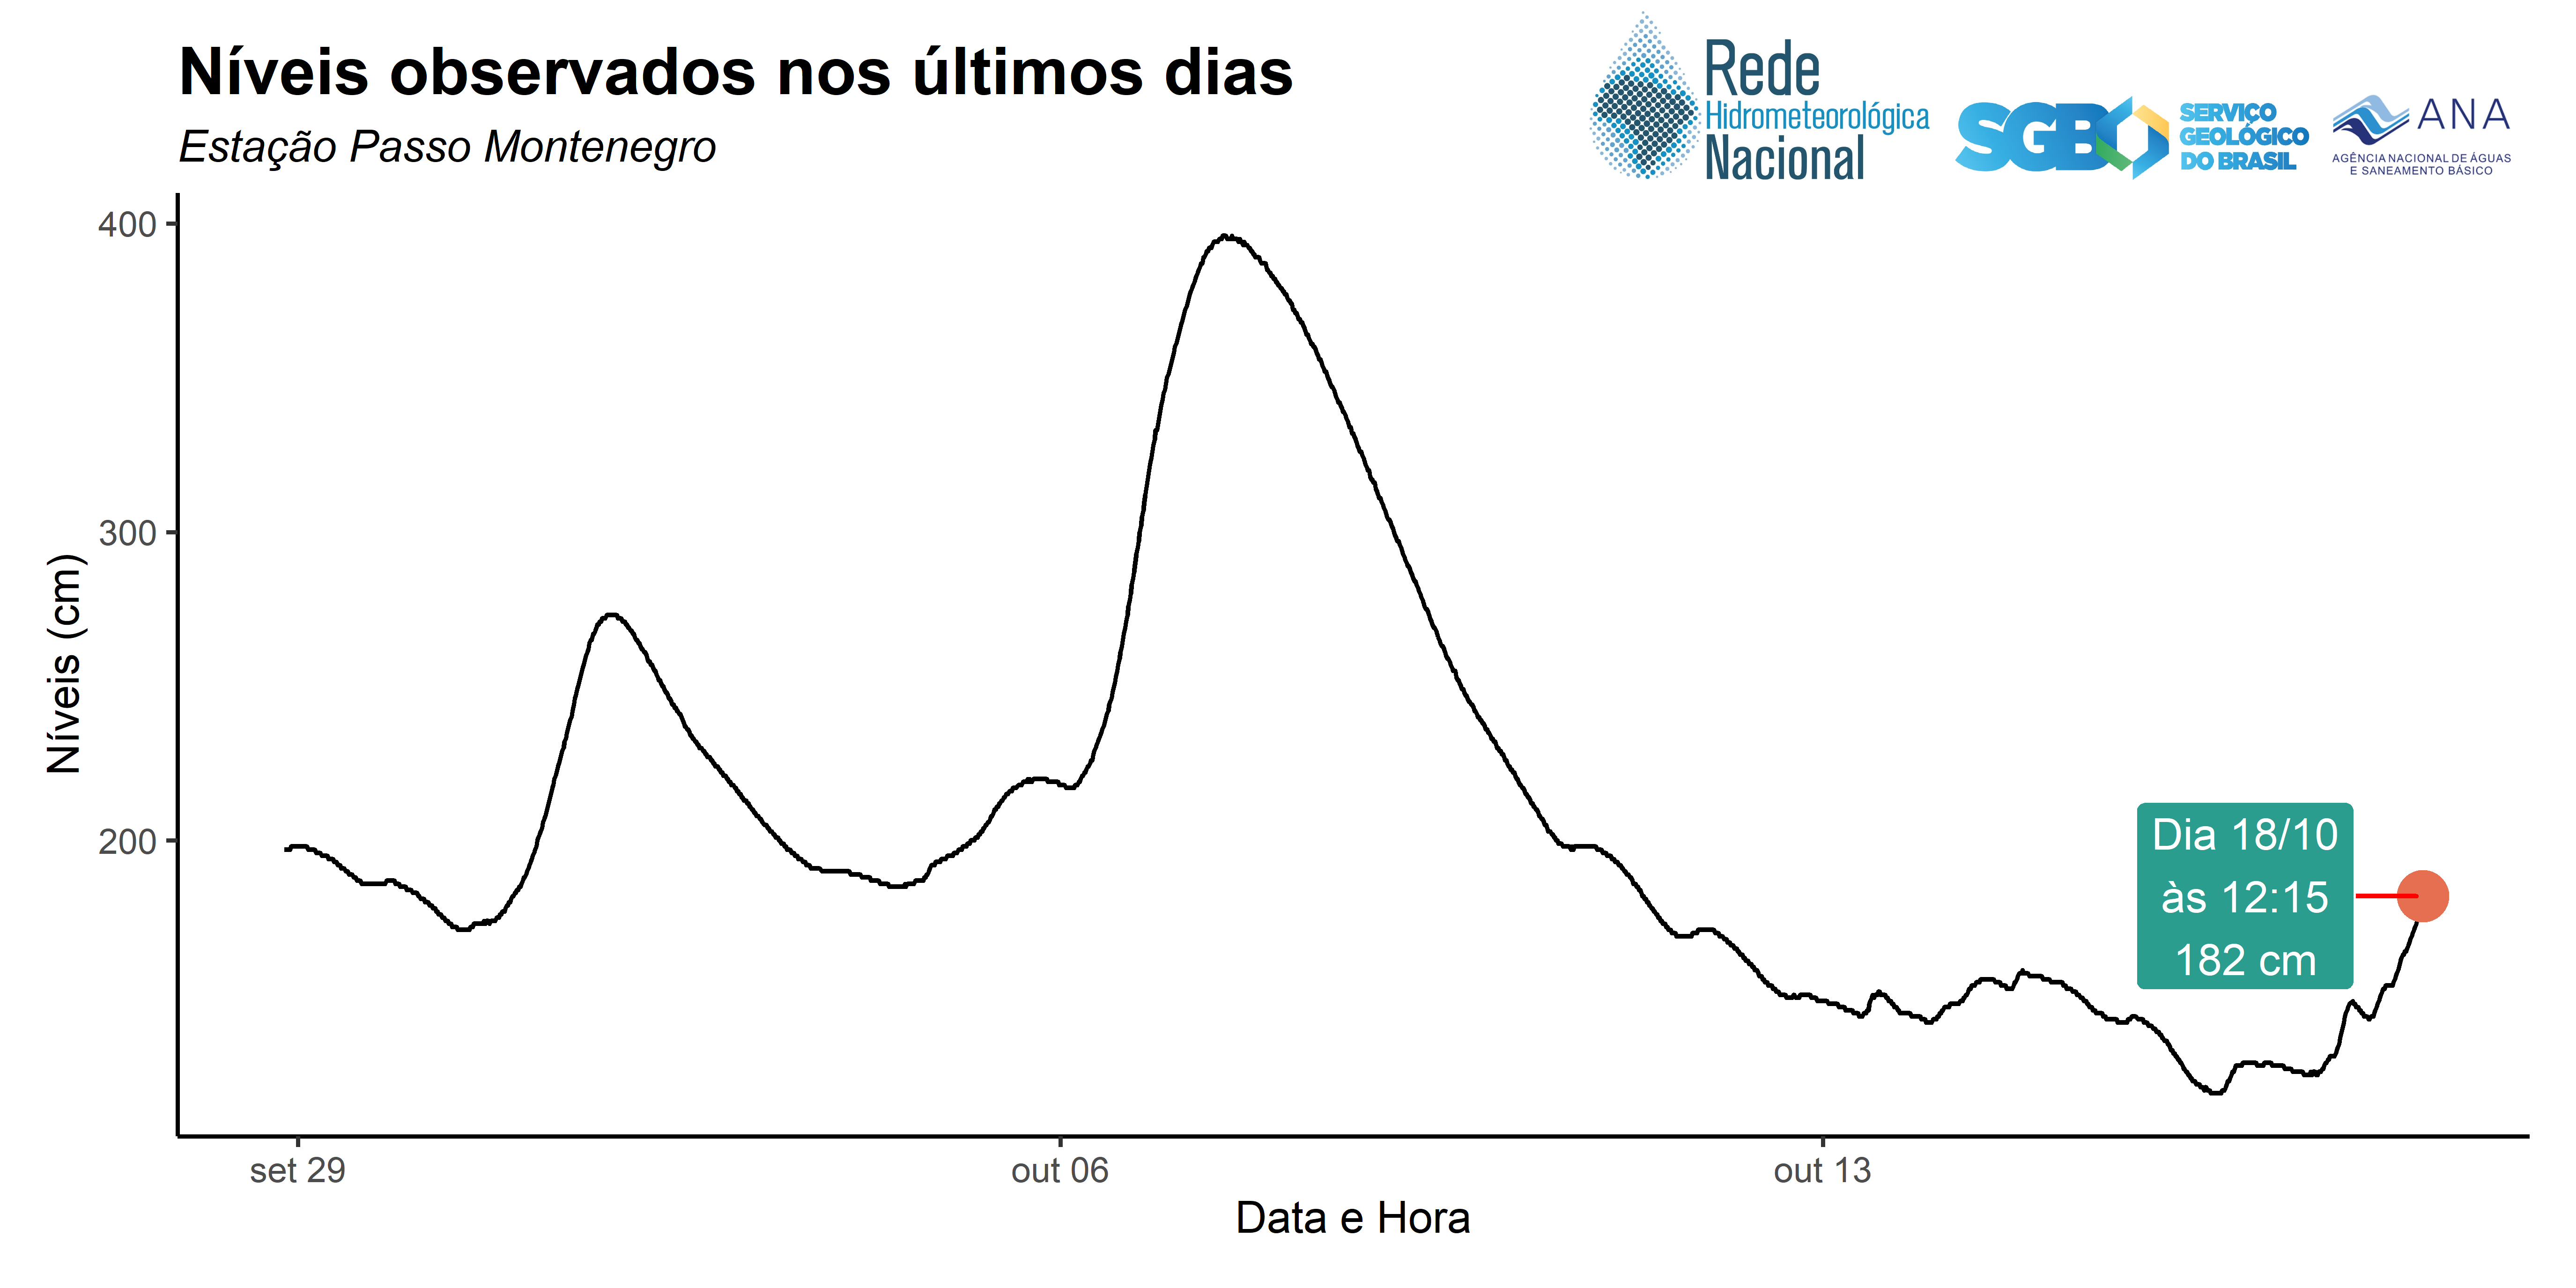 Níveis observados nos últimos dias
Estação Passo Montenegro
Rede
Hidrometeorológica
Nacional
SGB
SERVIÇO
GEOLÓGICO
DO BRASIL
ANA
AGÊNCIA NACIONAL DE ÁGUAS
E SANEAMENTO BÁSICO
Níveis (cm)
400
300
200
Dia 18/10
às 12:15
182 cm
set 29
out 06
out 13
Data e Hora